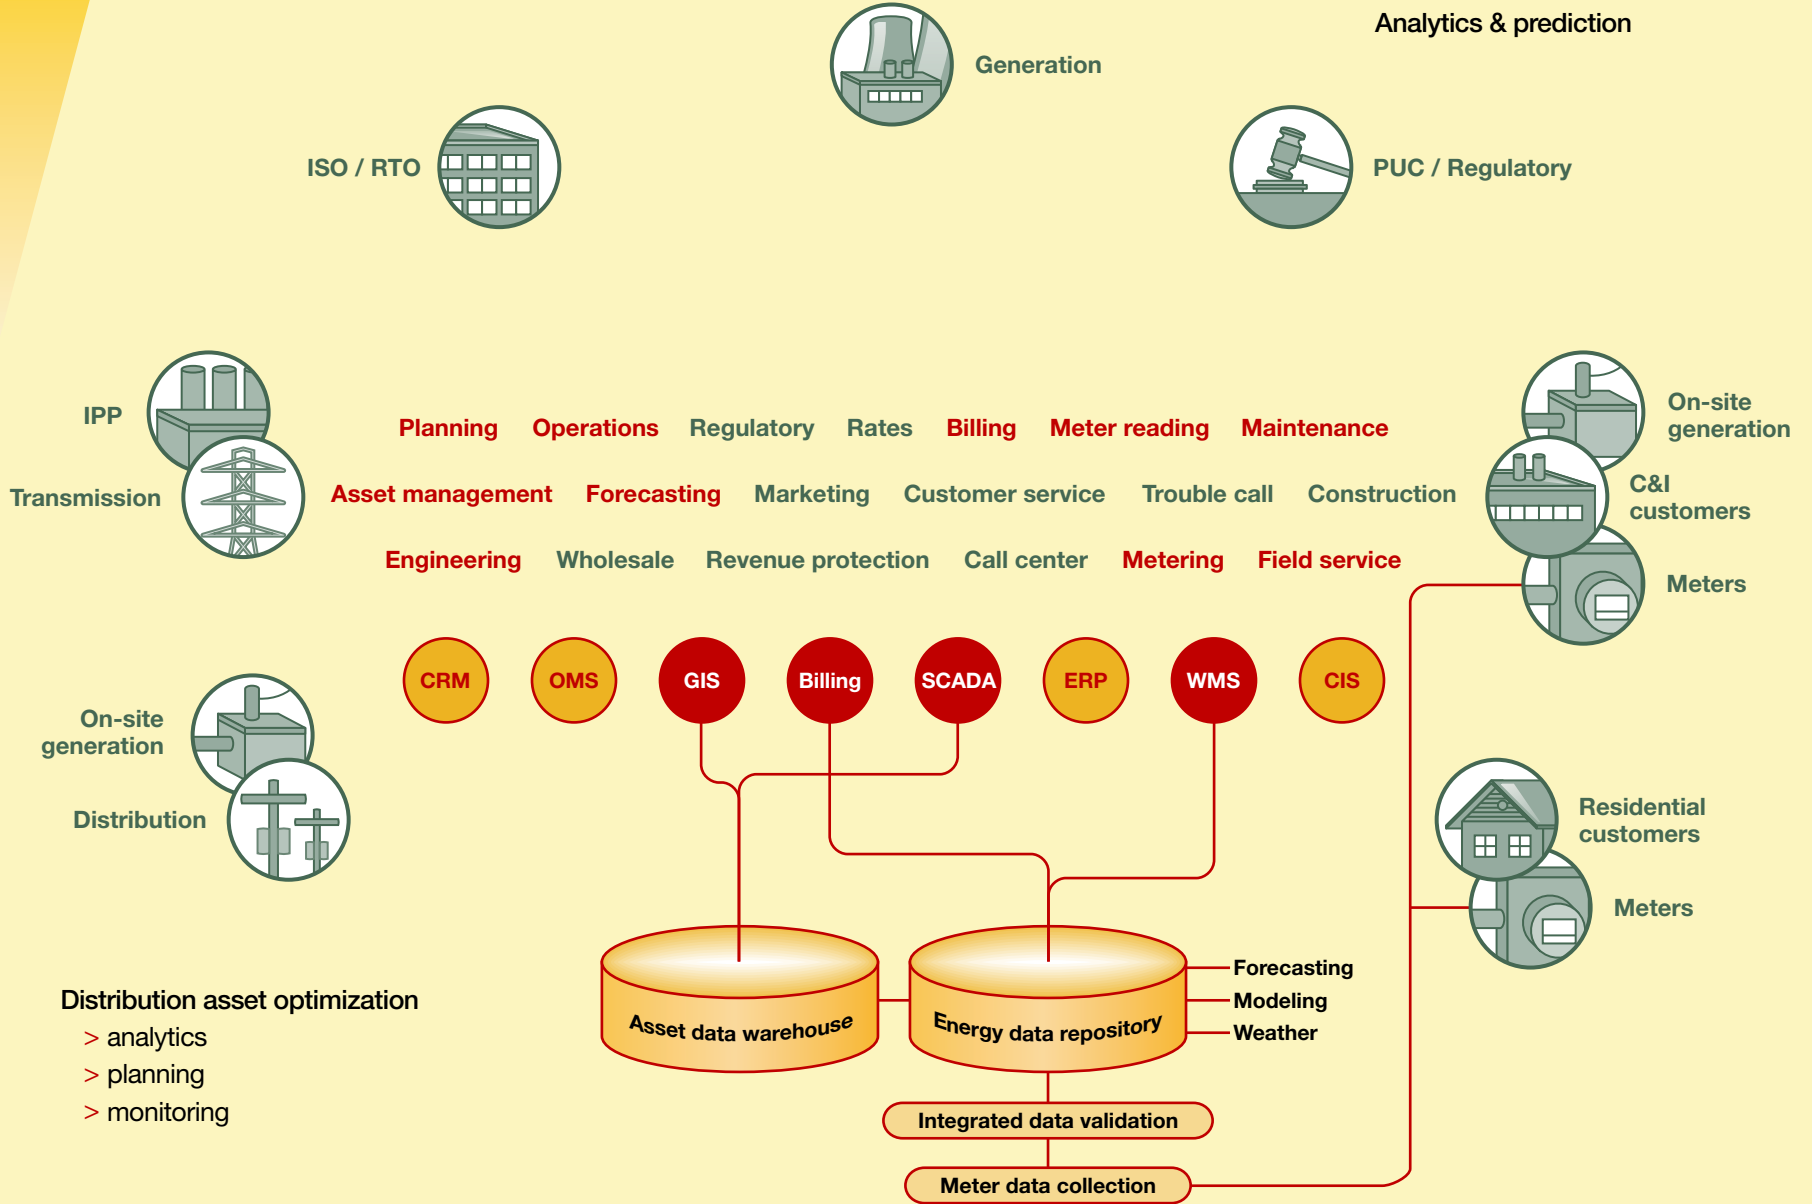 Analytics & prediction
Generation
ISO / RTO
PUC / Regulatory
IPP
Transmission
On-site
generation
C&I
customers
Meters
Planning Operations Regulatory Rates Billing Meter reading Maintenance
Asset management Forecasting Marketing Customer service Trouble call Construction
Engineering Wholesale Revenue protection Call center Metering Field service
CRM OMS GIS Billing SCADA ERP WMS CIS
On-site
generation
Distribution
Residential
customers
Meters
Asset data warehouse
Energy data repository
Forecasting
Modeling
Weather
Distribution asset optimization
> analytics
> planning
> monitoring
Integrated data validation
Meter data collection